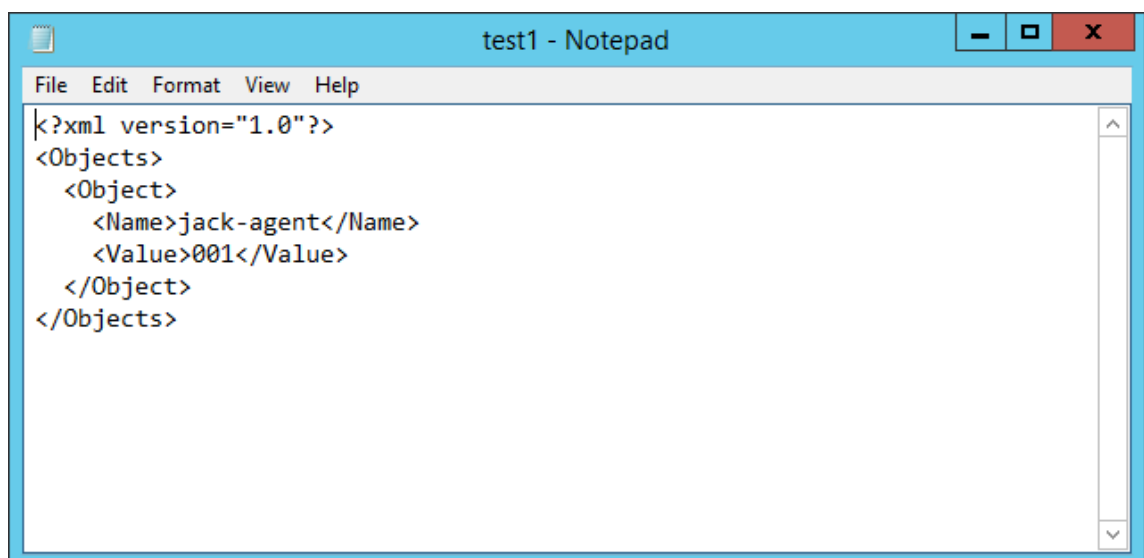 test1 - Notepad
File Edit Format View Help
<?xml version="1.0"?>
<Objects>
  <Object>
    <Name>jack-agent</Name>
    <Value>001</Value>
  </Object>
</Objects>